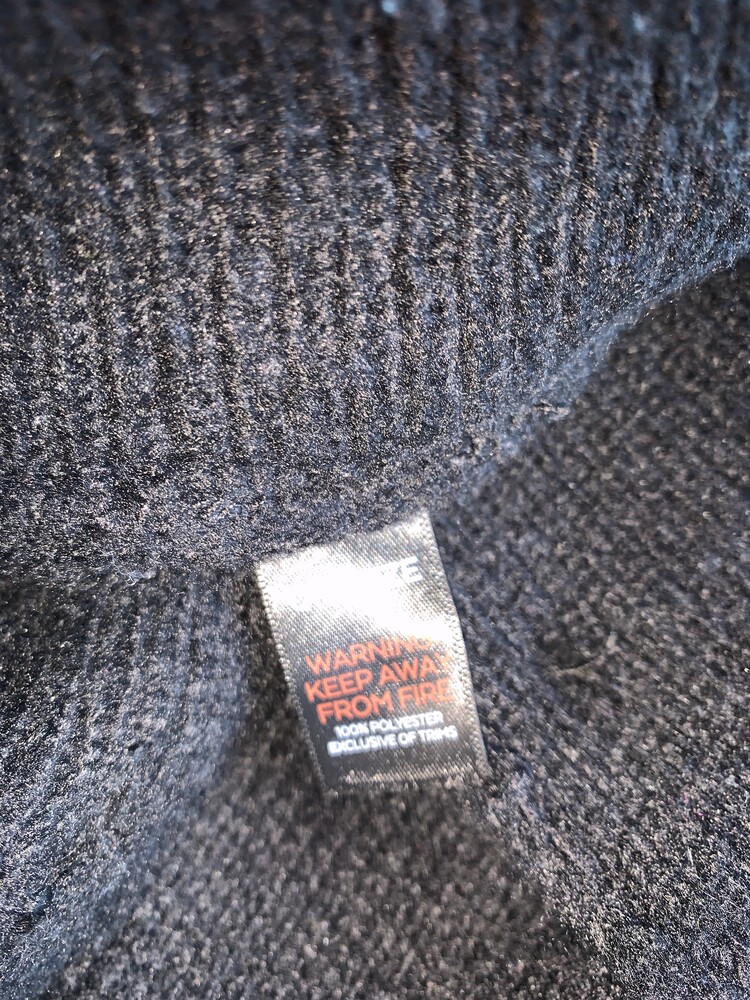 WARNING
KEEP AWAY
FROM FIRE
100% POLYESTER
EXCLUSIVE OF TRIMS